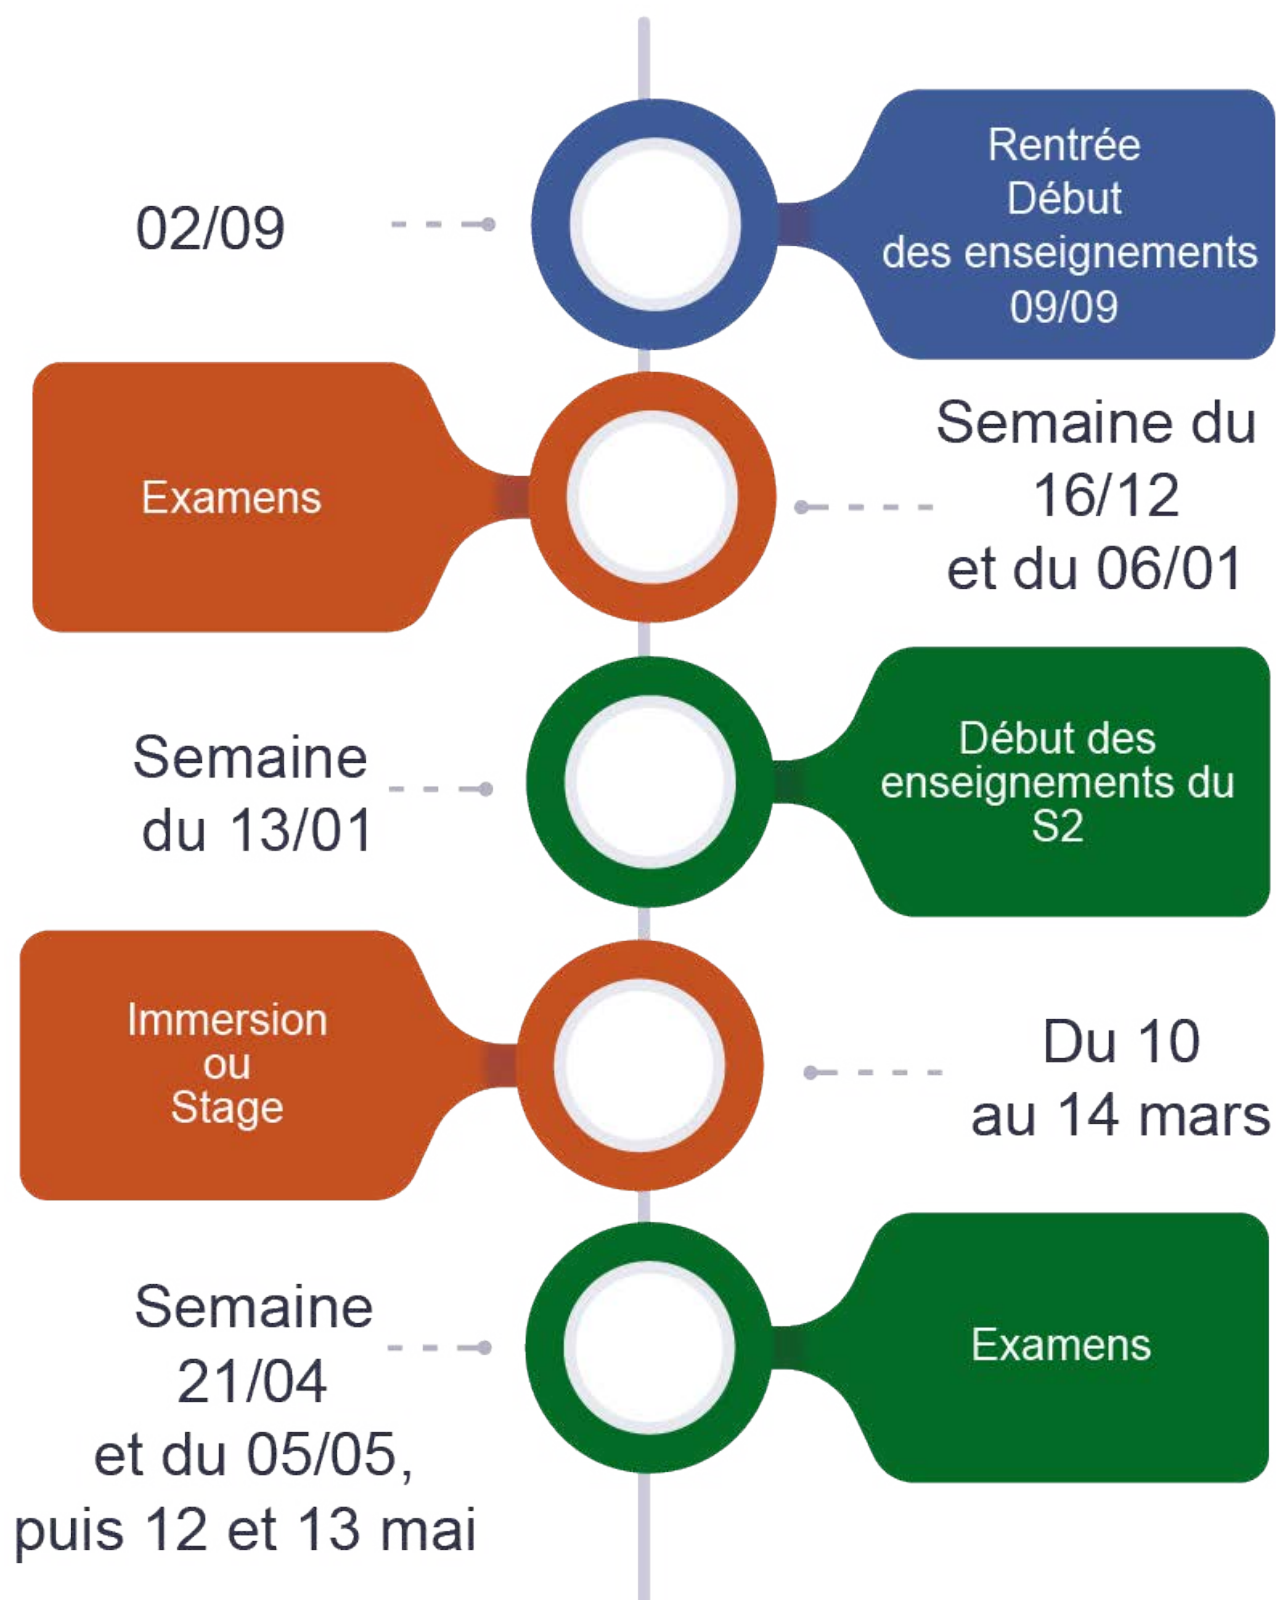 02/09
Rentrée
Début
des enseignements
09/09
Examens
Semaine du
16/12
et du 06/01
Semaine
du 13/01
Début des
enseignements du
S2
Immersion
ou
Stage
Du 10
au 14 mars
Semaine
21/04
et du 05/05,
puis 12 et 13 mai
Examens